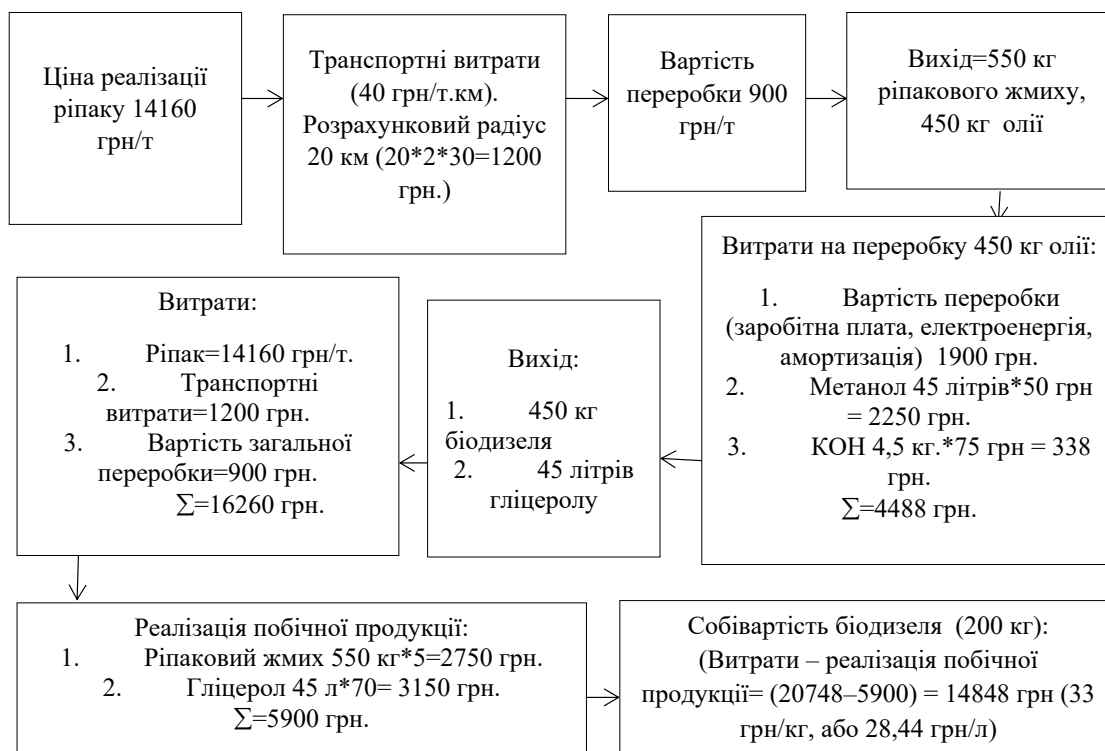 Ціна реалізації
ріпаку 14160
грн/т
Транспортні витрати
(40 грн/т.км).
Розрахунковий радіус
20 км (20*2*30=1200
грн.)
Вартість
переробки 900
грн/т
Вихід=550 кг
ріпакового жмиху,
450 кг олії
Витрати на переробку 450 кг олії:
1. Вартість переробки
(заробітна плата, електроенергія,
амортизація) 1900 грн.
2. Метанол 45 літрів*50 грн
= 2250 грн.
3. КОН 4,5 кг.*75 грн = 338
грн.
∑=4488 грн.
Вихід:
1. 450 кг
біодизеля
2. 45 літрів
гліцеролу
Витрати:
1. Ріпак=14160 грн/т.
2. Транспортні
витрати=1200 грн.
3. Вартість загальної
переробки=900 грн.
∑=16260 грн.
Реалізація побічної продукції:
1. Ріпаковий жмих 550 кг*5=2750 грн.
2. Гліцерол 45 л*70= 3150 грн.
∑=5900 грн.
Собівартість біодизеля (200 кг):
(Витрати – реалізація побічної
продукції= (20748–5900) = 14848 грн (33
грн/кг, або 28,44 грн/л)